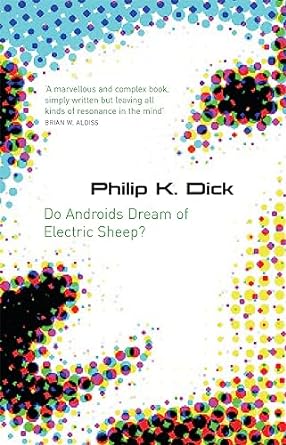 'A marvellous and complex book,
simply written but leaving all
kinds of resonance in the mind'
BRIAN W. ALDISS
Philip K. Dick
Do Androids Dream of
Electric Sheep?